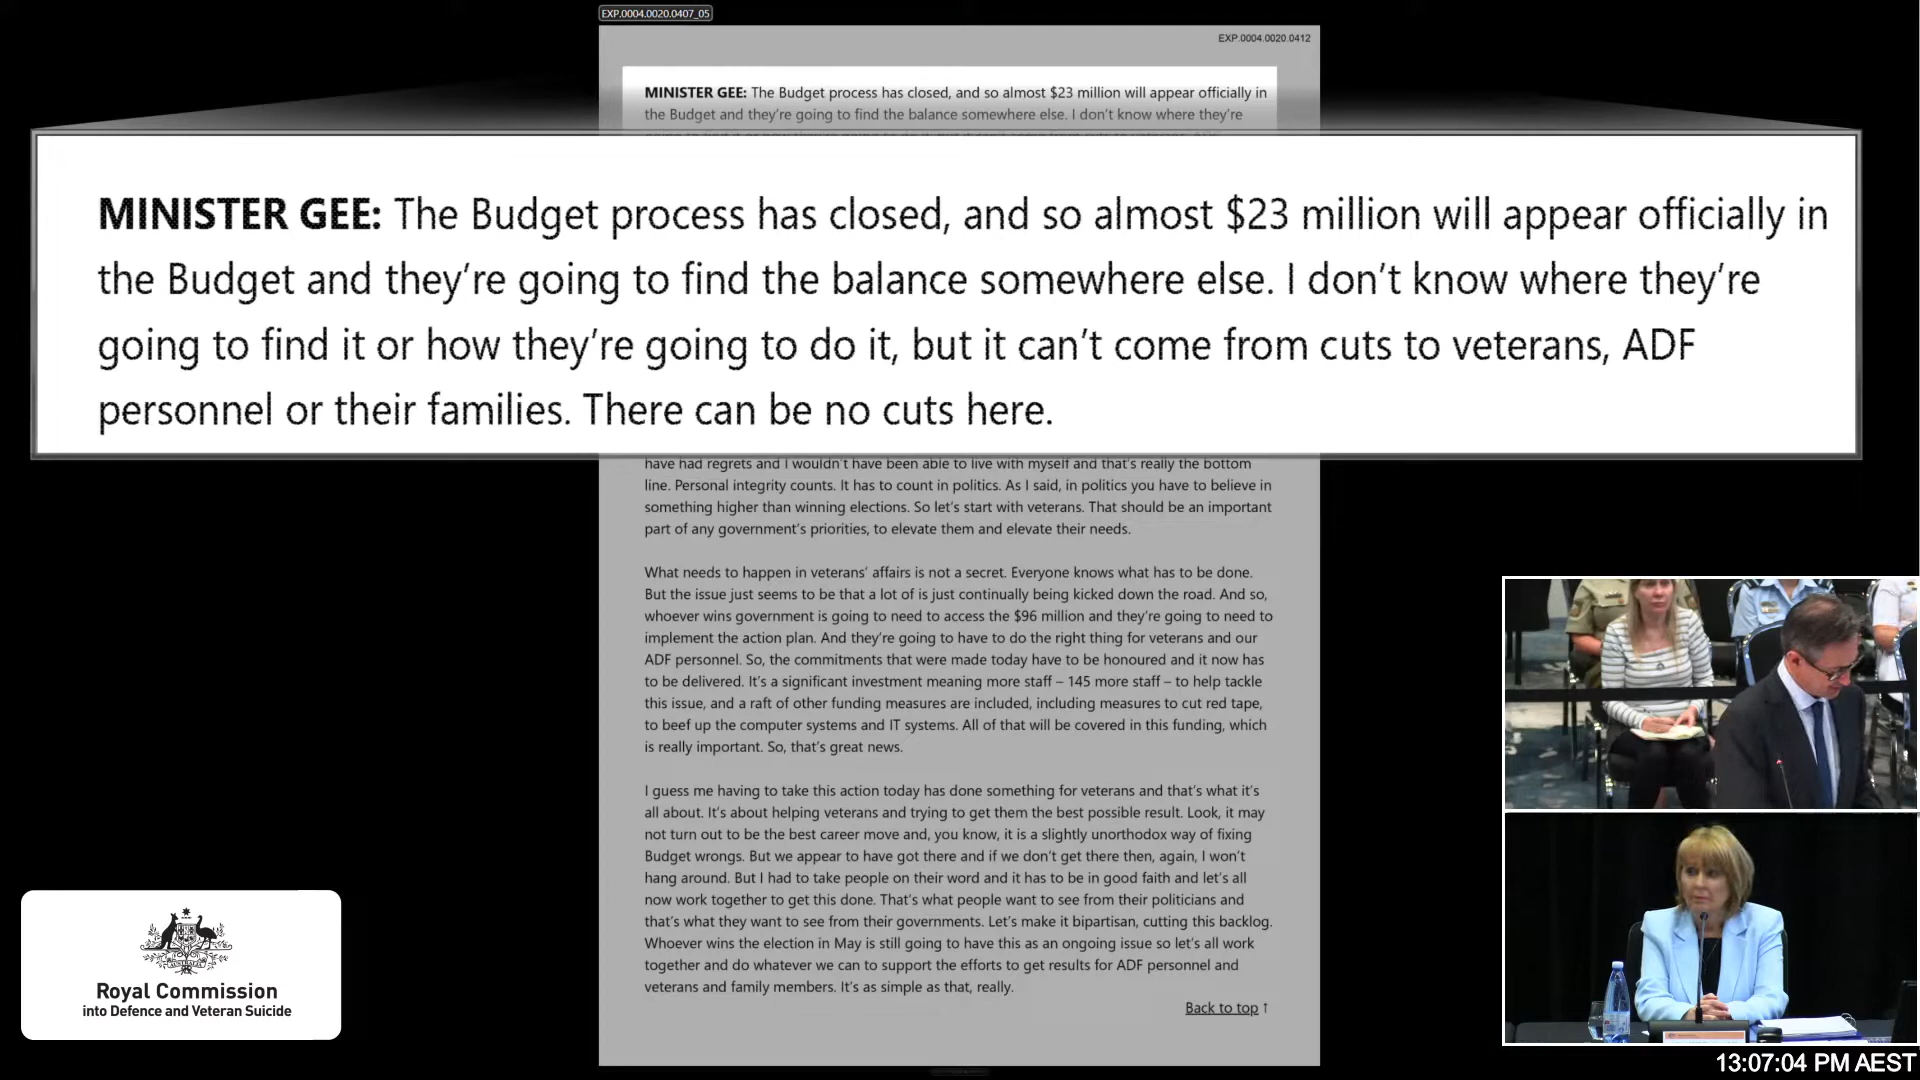 EXP.0004.0020.0407_05
EXP.0004.0020.0412
MINISTER GEE: The Budget process has closed, and so almost $23 million will appear officially in
the Budget and they're going to find the balance somewhere else. I don't know where they're
MINISTER GEE: The Budget process has closed, and so almost $23 million will appear officially in
the Budget and they're going to find the balance somewhere else. I don't know where they're
going to find it or how they're going to do it, but it can't come from cuts to veterans, ADF
personnel or their families. There can be no cuts here.
have had regrets and I wouldn't have been able to live with myself and that's really the bottom
line. Personal integrity counts. It has to count in politics. As I said, in politics you have to believe in
something higher than winning elections. So let's start with veterans. That should be an important
part of any government's priorities, to elevate them and elevate their needs.
What needs to happen in veterans' affairs is not a secret. Everyone knows what has to be done.
But the issue just seems to be that a lot of is just continually being kicked down the road. And so,
whoever wins government is going to need to access the $96 million and they're going to need to
implement the action plan. And they're going to have to do the right thing for veterans and our
ADF personnel. So, the commitments that were made today have to be honoured and it now has
to be delivered. It's a significant investment meaning more staff – 145 more staff – to help tackle
this issue, and a raft of other funding measures are included, including measures to cut red tape,
to beef up the computer systems and IT systems. All of that will be covered in this funding, which
is really important. So, that's great news.
I guess me having to take this action today has done something for veterans and that's what it's
all about. It's about helping veterans and trying to get them the best possible result. Look, it may
not turn out to be the best career move and, you know, it is a slightly unorthodox way of fixing
Budget wrongs. But we appear to have got there and if we don't get there then, again, I won't
hang around. But I had to take people on their word and it has to be in good faith and let's all
now work together to get this done. That's what people want to see from their politicians and
that's what they want to see from their governments. Let's make it bipartisan, cutting this backlog.
Whoever wins the election in May is still going to have this as an ongoing issue so let's all work
together and do whatever we can to support the efforts to get results for ADF personnel and
veterans and family members. It's as simple as that, really.
Back to top ↑
AUSTRALIA
Royal Commission
into Defence and Veteran Suicide
13:07:04 PM AEST